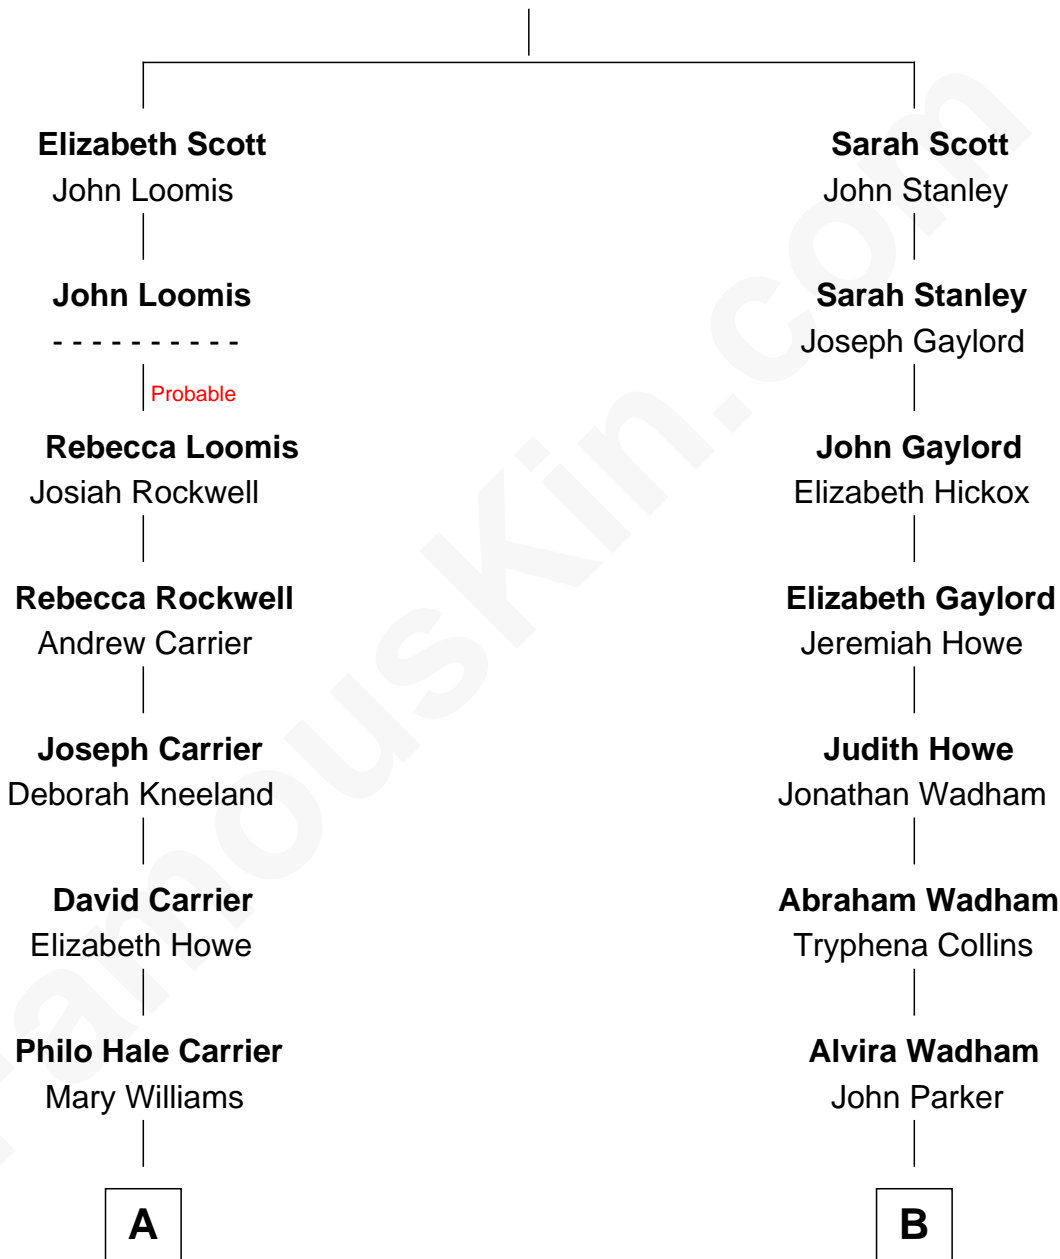 Elizabeth Scott
John Loomis
John Loomis
- - - - - - - - - -
Probable
Rebecca Loomis
Josiah Rockwell
Rebecca Rockwell
Andrew Carrier
Joseph Carrier
Deborah Kneeland
David Carrier
Elizabeth Howe
Philo Hale Carrier
Mary Williams
A
Sarah Scott
John Stanley
Sarah Stanley
Joseph Gaylord
John Gaylord
Elizabeth Hickox
Elizabeth Gaylord
Jeremiah Howe
Judith Howe
Jonathan Wadham
Abraham Wadham
Tryphena Collins
Alvira Wadham
John Parker
B
FamousKin.com